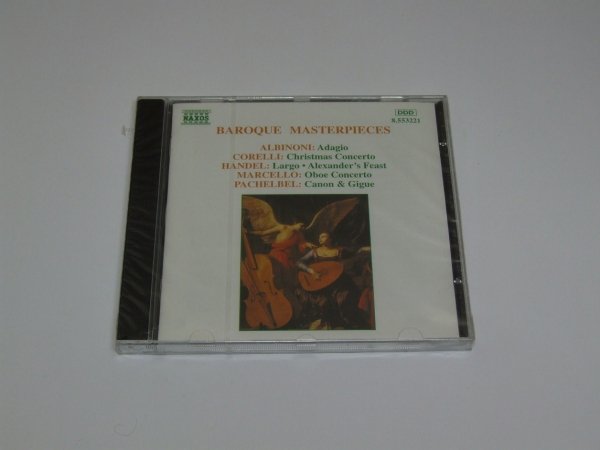 NAXOS
DDD
8.553221
BAROQUE MASTERPIECES
ALBINONI: Adagio
CORELLI: Christmas Concerto
HANDEL: Largo • Alexander's Feast
MARCELLO: Oboe Concerto
PACHELBEL: Canon & Gigue